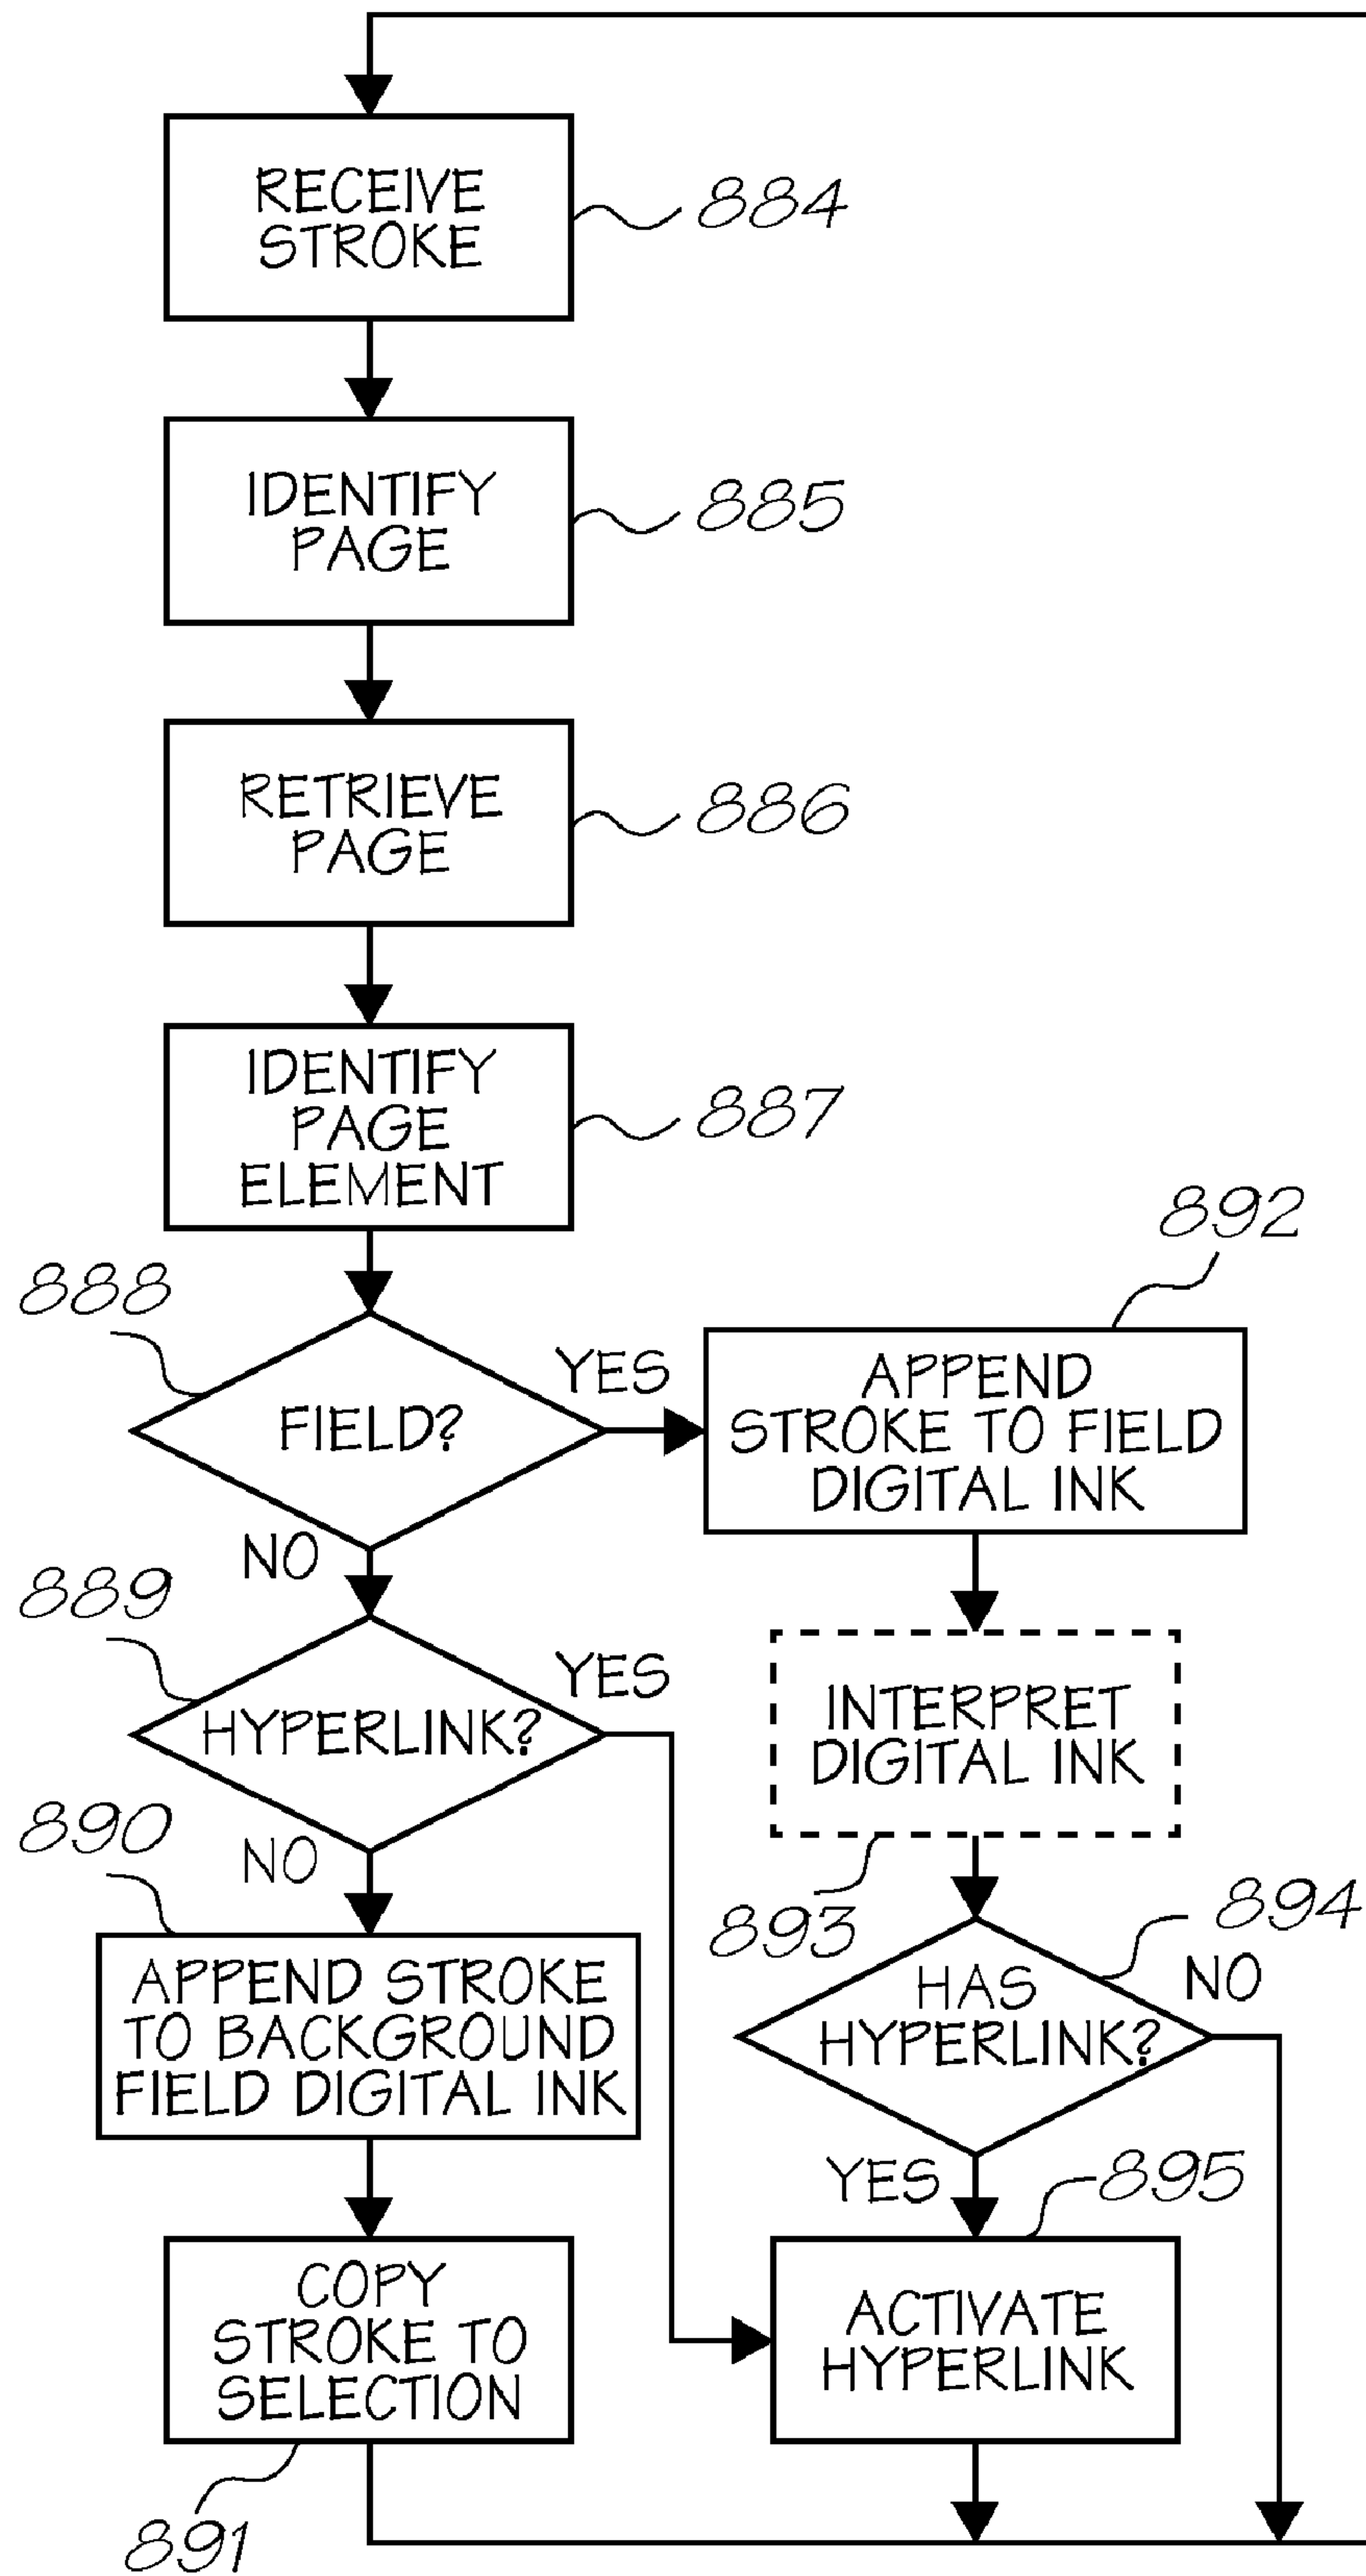 RECEIVE
STROKE
884
IDENTIFY
PAGE
885
RETRIEVE
PAGE
886
IDENTIFY
PAGE
ELEMENT
887
888
FIELD?
YES
NO
892
APPEND
STROKE TO FIELD
DIGITAL INK
889
HYPERLINK?
YES
NO
INTERPRET
DIGITAL INK
893
890
APPEND STROKE
TO BACKGROUND
FIELD DIGITAL INK
894
HAS
HYPERLINK?
NO
YES
895
COPY
STROKE TO
SELECTION
891
ACTIVATE
HYPERLINK